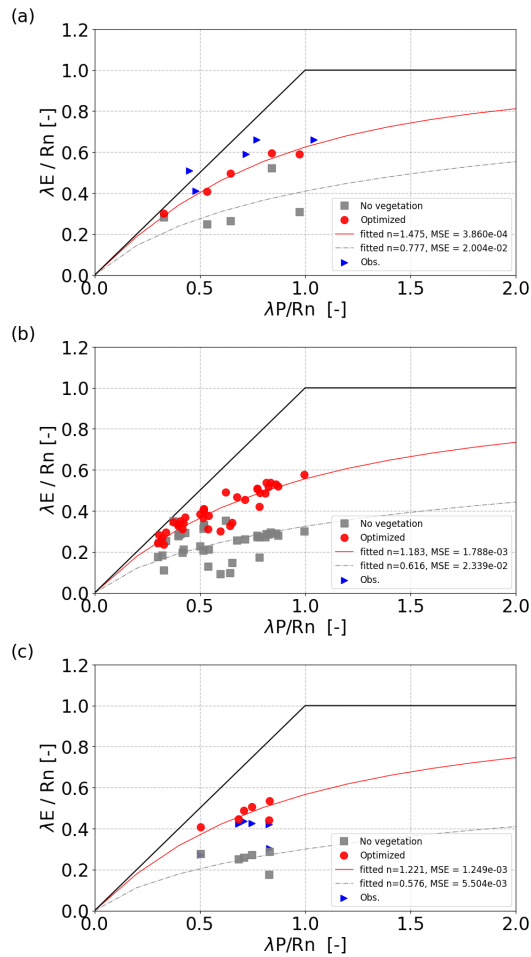 (a)
1.2
1.0
0.8
0.6
0.4
0.2
0.0
λE / Rn [-]
No vegetation
Optimized
fitted n=1.475, MSE = 3.860e-04
fitted n=0.777, MSE = 2.004e-02
Obs.
0.0 0.5 1.0 1.5 2.0
λP/Rn [-]
(b)
1.2
1.0
0.8
0.6
0.4
0.2
0.0
λE / Rn [-]
No vegetation
Optimized
fitted n=1.183, MSE = 1.788e-03
fitted n=0.616, MSE = 2.339e-02
Obs.
0.0 0.5 1.0 1.5 2.0
λP/Rn [-]
(c)
1.2
1.0
0.8
0.6
0.4
0.2
0.0
λE / Rn [-]
No vegetation
Optimized
fitted n=1.221, MSE = 1.249e-03
fitted n=0.576, MSE = 5.504e-03
Obs.
0.0 0.5 1.0 1.5 2.0
λP/Rn [-]